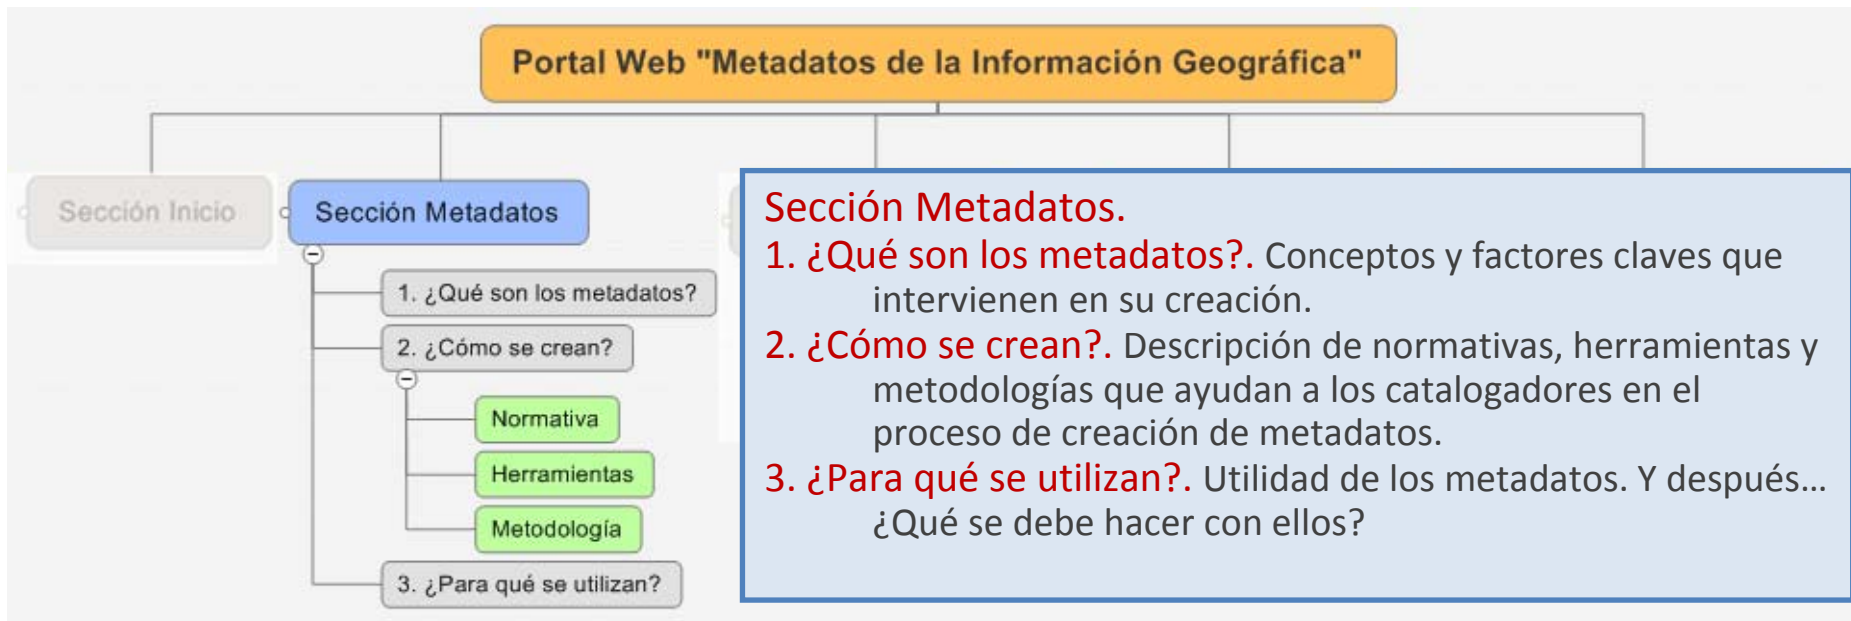 Portal Web "Metadatos de la Información Geográfica"
Sección Inicio
Sección Metadatos
1. ¿Qué son los metadatos?
2. ¿Cómo se crean?
Normativa
Herramientas
Metodología
3. ¿Para qué se utilizan?
Sección Metadatos.
1. ¿Qué son los metadatos?. Conceptos y factores claves que
intervienen en su creación.
2. ¿Cómo se crean?. Descripción de normativas, herramientas y
metodologías que ayudan a los catalogadores en el
proceso de creación de metadatos.
3. ¿Para qué se utilizan?. Utilidad de los metadatos. Y después...
¿Qué se debe hacer con ellos?